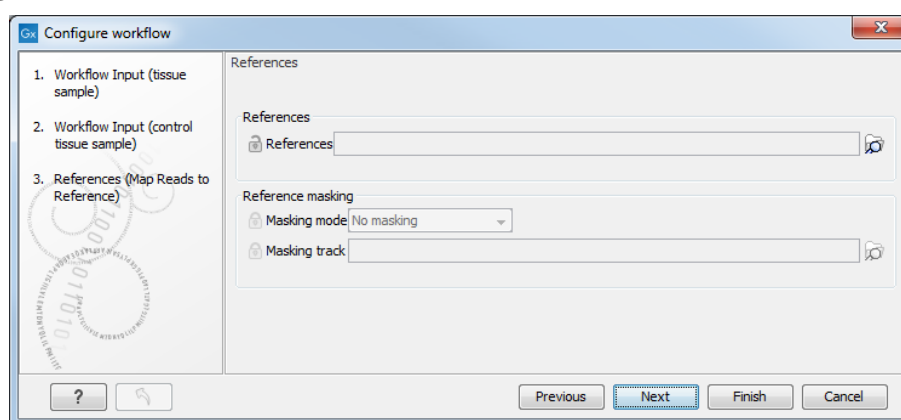 Gx Configure workflow
X
1. Workflow Input (tissue
sample)
2. Workflow Input (control
tissue sample)
3. References (Map Reads to
Reference)
References
References
References
Reference masking
Masking mode No masking
Masking track
?
Previous Next Finish Cancel